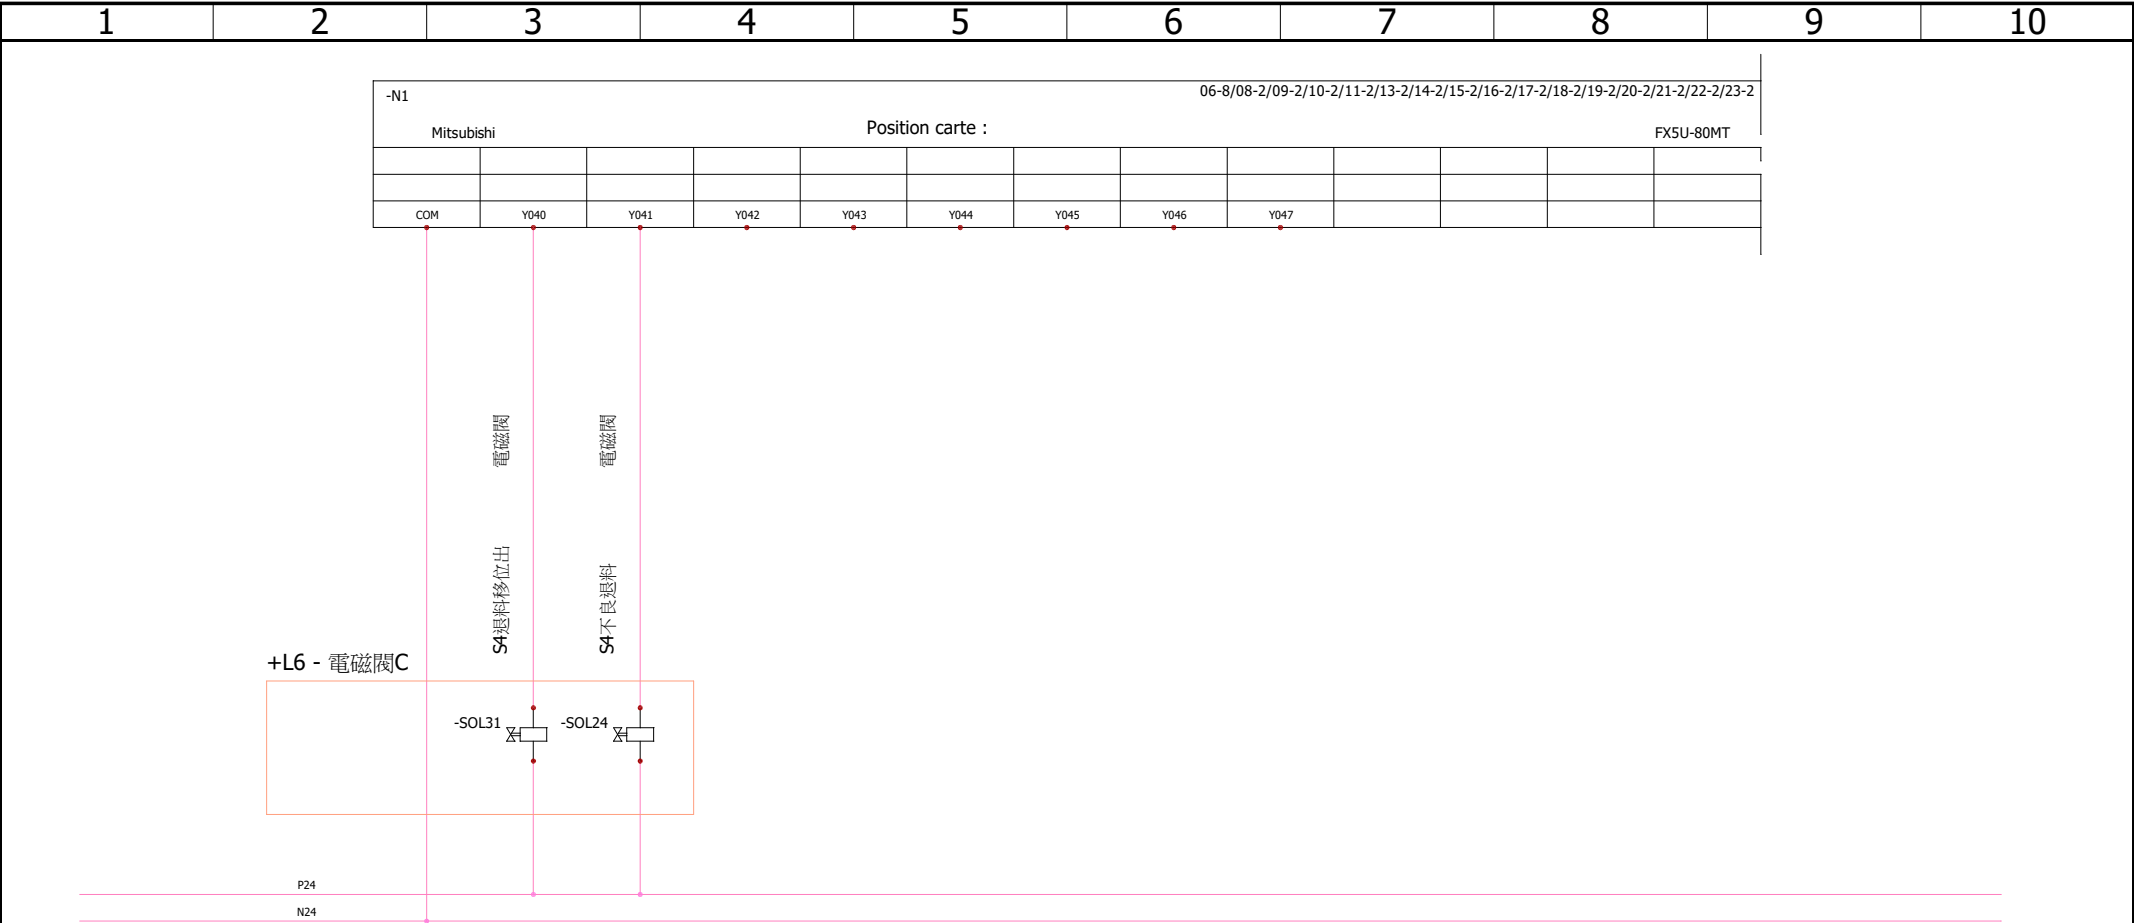 1 2 3 4 5 6 7 8 9 10
-N1 06-8/08-2/09-2/10-2/11-2/13-2/14-2/15-2/16-2/17-2/18-2/19-2/20-2/21-2/22-2/23-2
Mitsubishi Position carte : FX5U-80MT
COM Y040 Y041 Y042 Y043 Y044 Y045 Y046 Y047
S4退料移位出 電磁閥
S4不良退料 電磁閥
+L6 - 電磁閥C
-SOL31 -SOL24
P24
N24